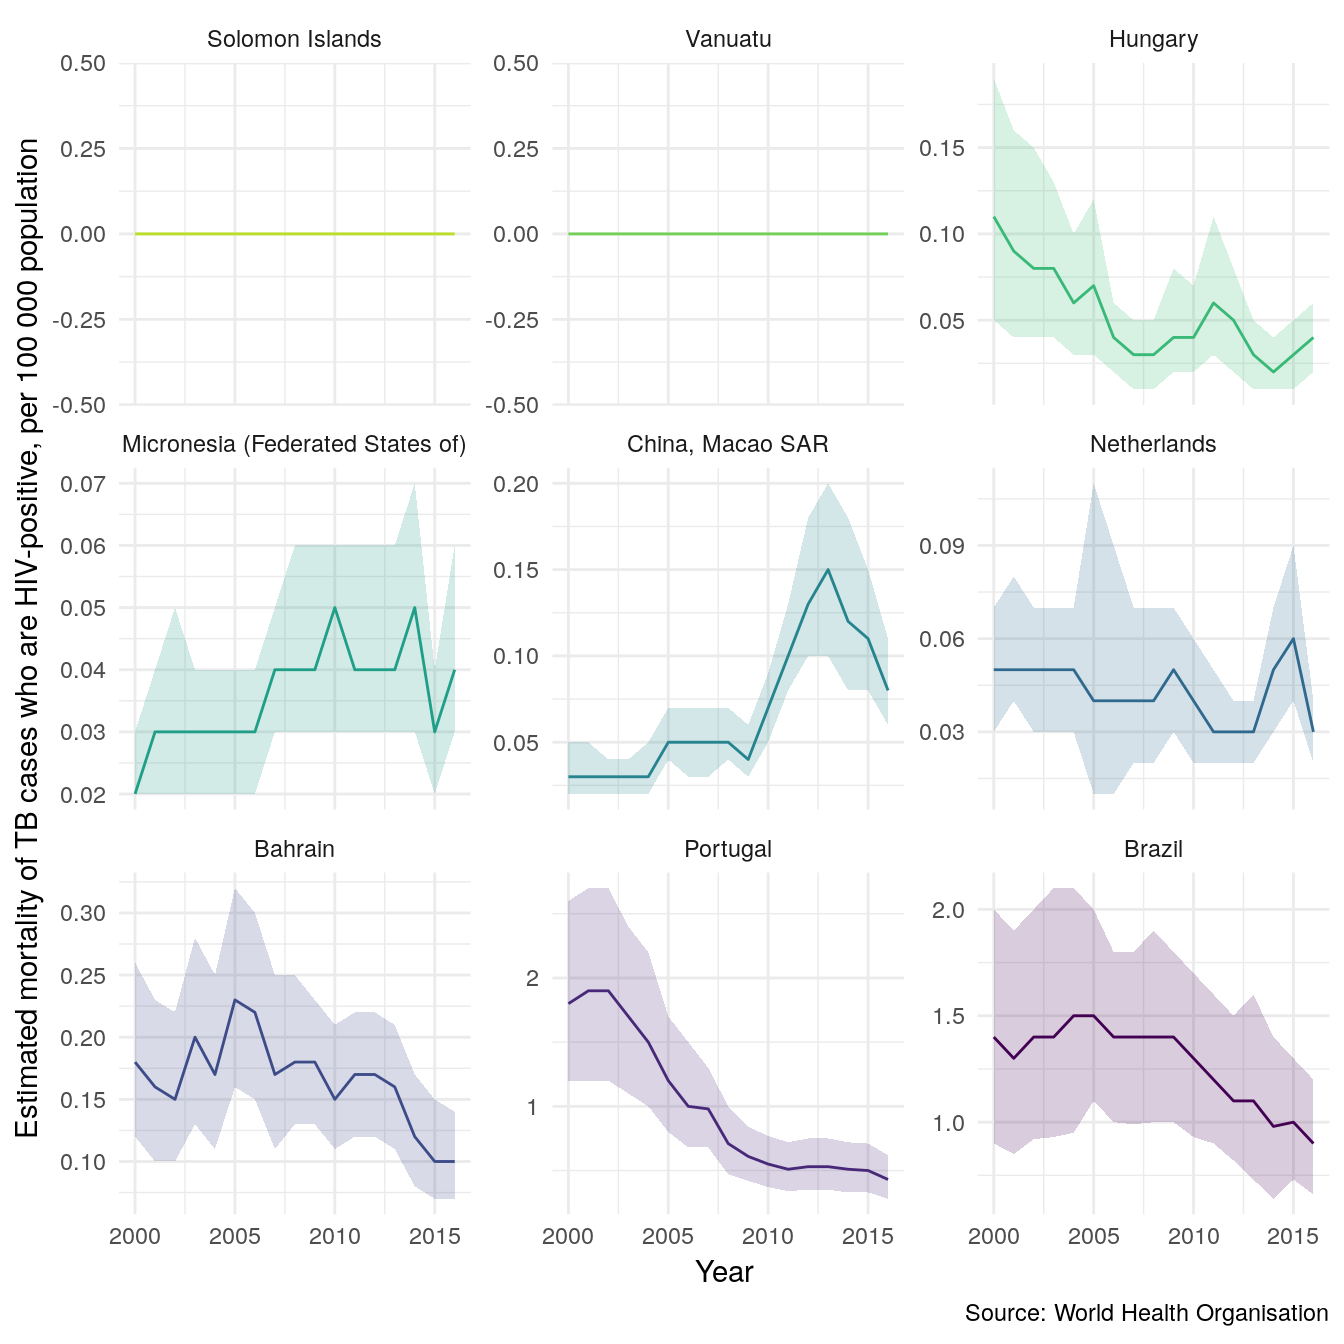 Estimated mortality of TB cases who are HIV-positive, per 100 000 population
Solomon Islands
0.50
0.25
0.00
-0.25
-0.50
Vanuatu
0.50
0.25
0.00
-0.25
-0.50
Hungary
0.15
0.10
0.05
Micronesia (Federated States of)
0.07
0.06
0.05
0.04
0.03
0.02
China, Macao SAR
0.20
0.15
0.10
0.05
Netherlands
0.09
0.06
0.03
Bahrain
0.30
0.25
0.20
0.15
0.10
2000 2005 2010 2015
Portugal
2
1
2000 2005 2010 2015
Brazil
2.0
1.5
1.0
2000 2005 2010 2015
Year
Source: World Health Organisation